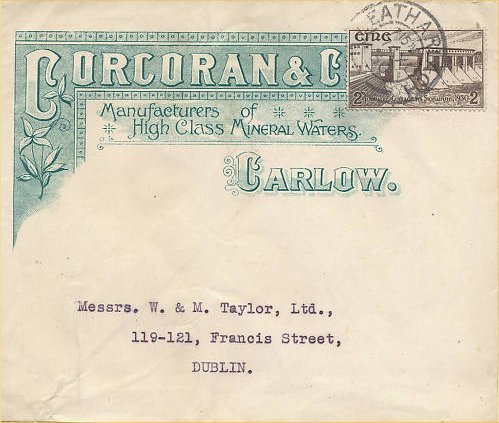 CORCORAN & C
Manufacturers of
High Class MINERAL WATERS.
CARLOW.
EATHAR
éire
2 2
Messrs. W. & M. Taylor, Ltd.,
119-121, Francis Street,
DUBLIN.